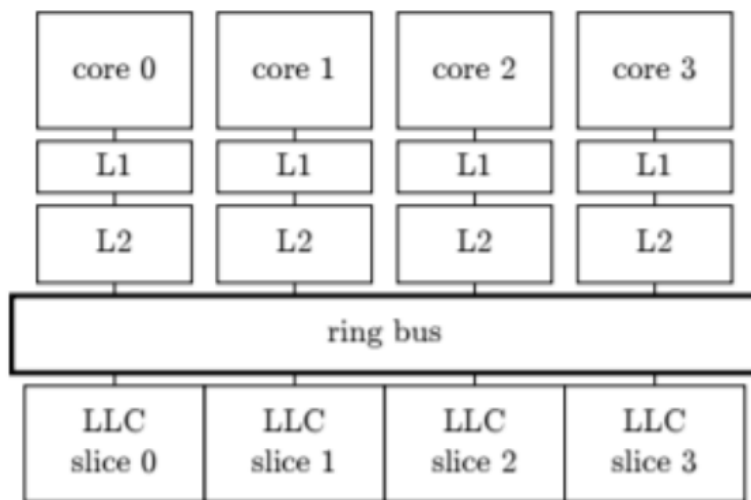 core 0
core 1
core 2
core 3
L1
L1
L1
L1
L2
L2
L2
L2
ring bus
LLC
slice 0
LLC
slice 1
LLC
slice 2
LLC
slice 3